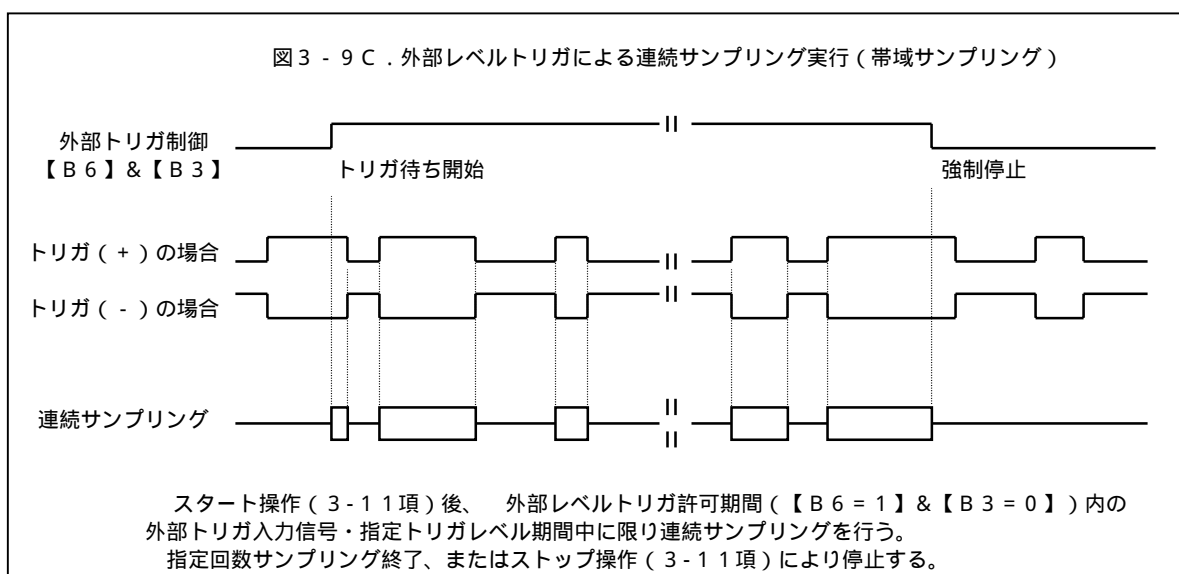 図３-９Ｃ．外部レベルトリガによる連続サンプリング実行（帯域サンプリング）
外部トリガ制御
【Ｂ６】＆【Ｂ３】
トリガ待ち開始
強制停止
トリガ（＋）の場合
トリガ（-）の場合
連続サンプリング
スタート操作（3-11項）後、　外部レベルトリガ許可期間（【Ｂ６＝１】＆【Ｂ３＝０】）内の
外部トリガ入力信号・指定トリガレベル期間中に限り連続サンプリングを行う。
指定回数サンプリング終了、またはストップ操作（3-11項）により停止する。